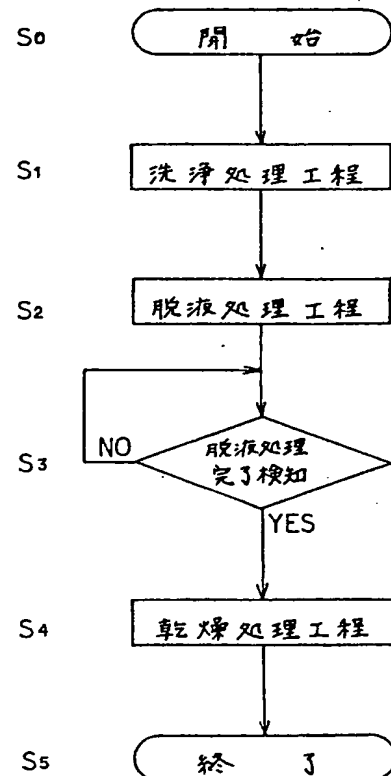 S0 開 始
S1 洗浄処理工程
S2 脱液処理工程
S3 NO 脱液処理
完了検知
YES
S4 乾燥処理工程
S5 終 了